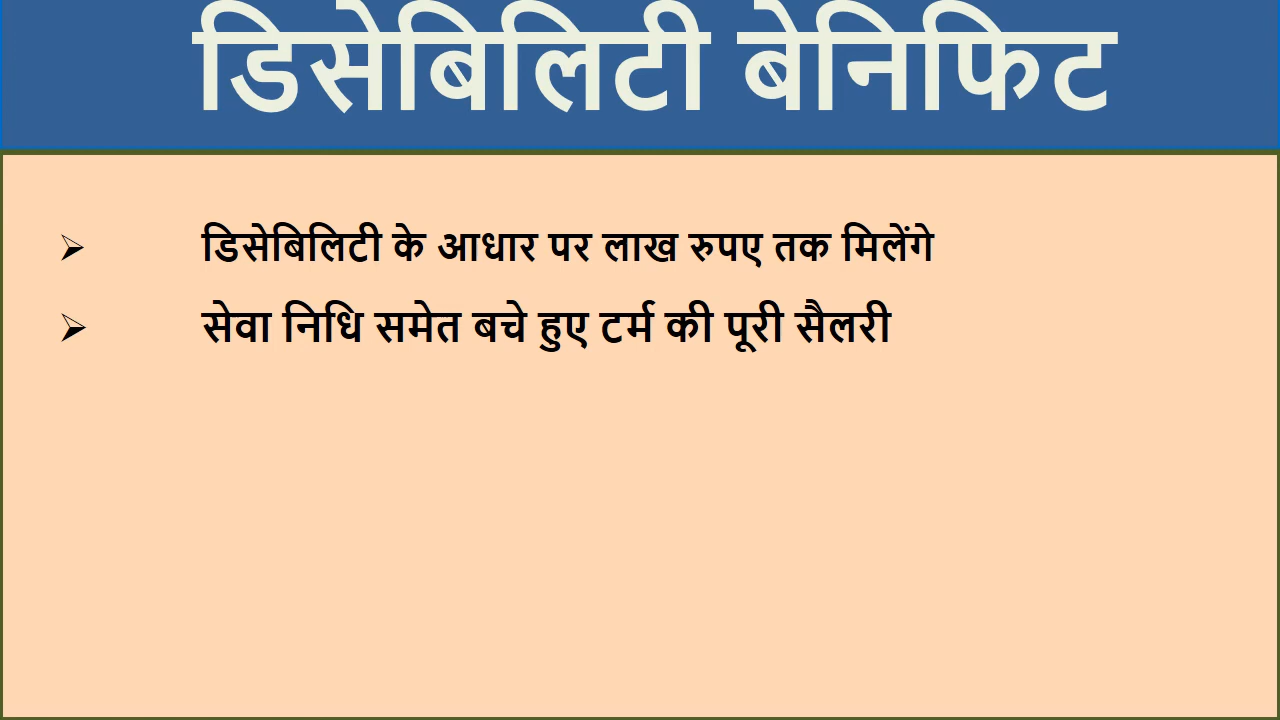 डिसेबिलिटी बेनिफिट
डिसेबिलिटी के आधार पर लाख रुपए तक मिलेंगे
सेवा निधि समेत बचे हुए टर्म की पूरी सैलरी